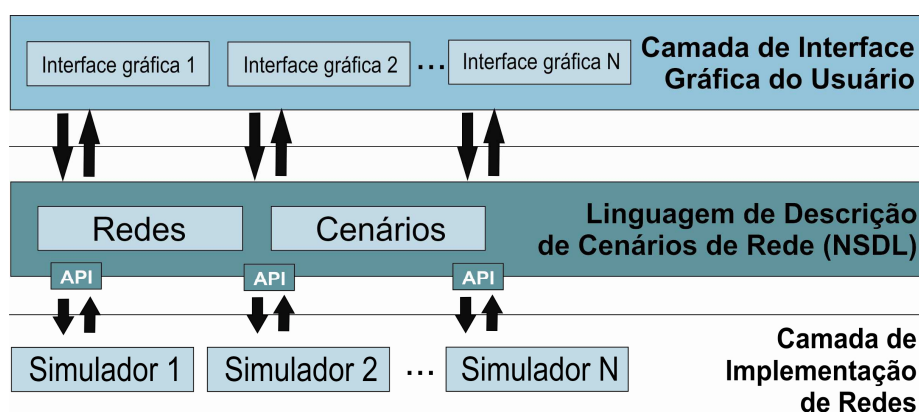 Interface gráfica 1
Interface gráfica 2
...
Interface gráfica N
Camada de Interface
Gráfica do Usuário
Redes
Cenários
Linguagem de Descrição
de Cenários de Rede (NSDL)
API
API
API
Simulador 1
Simulador 2
...
Simulador N
Camada de
Implementação
de Redes